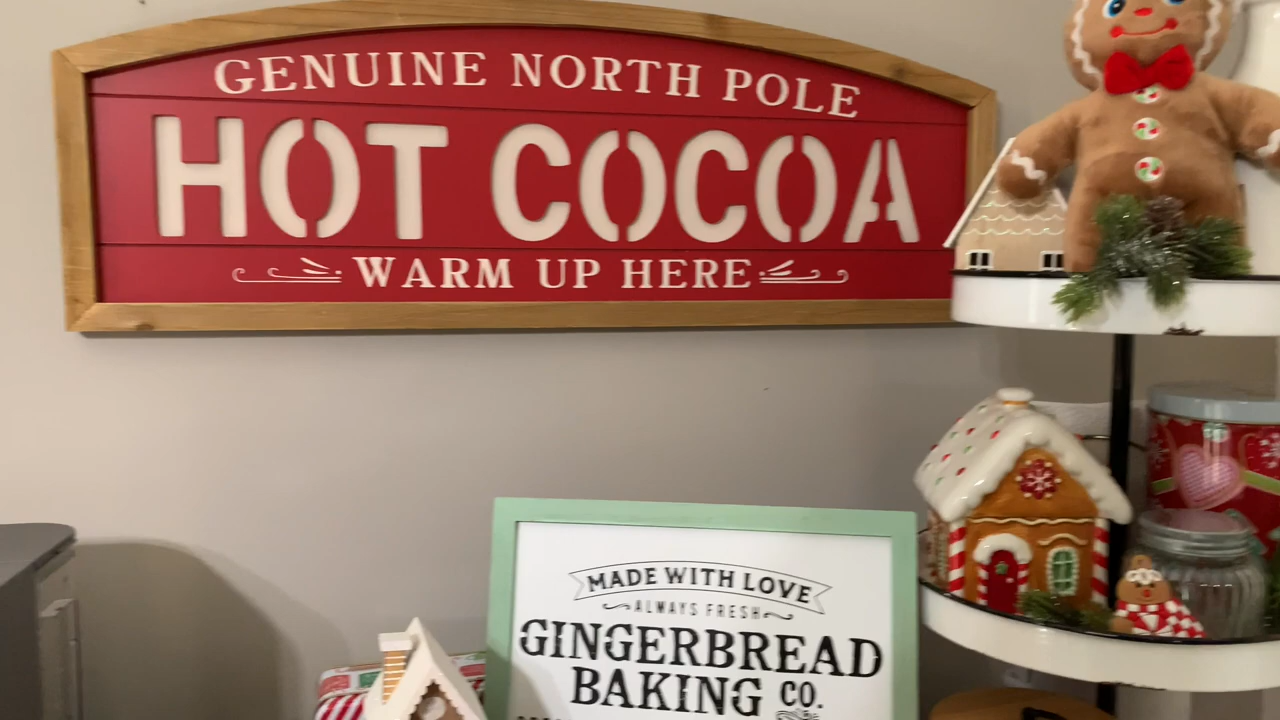 GENUINE NORTH POLE
HOT COCOA
WARM UP HERE
MADE WITH LOVE
ALWAYS FRESH
GINGERBREAD
BAKING CO.